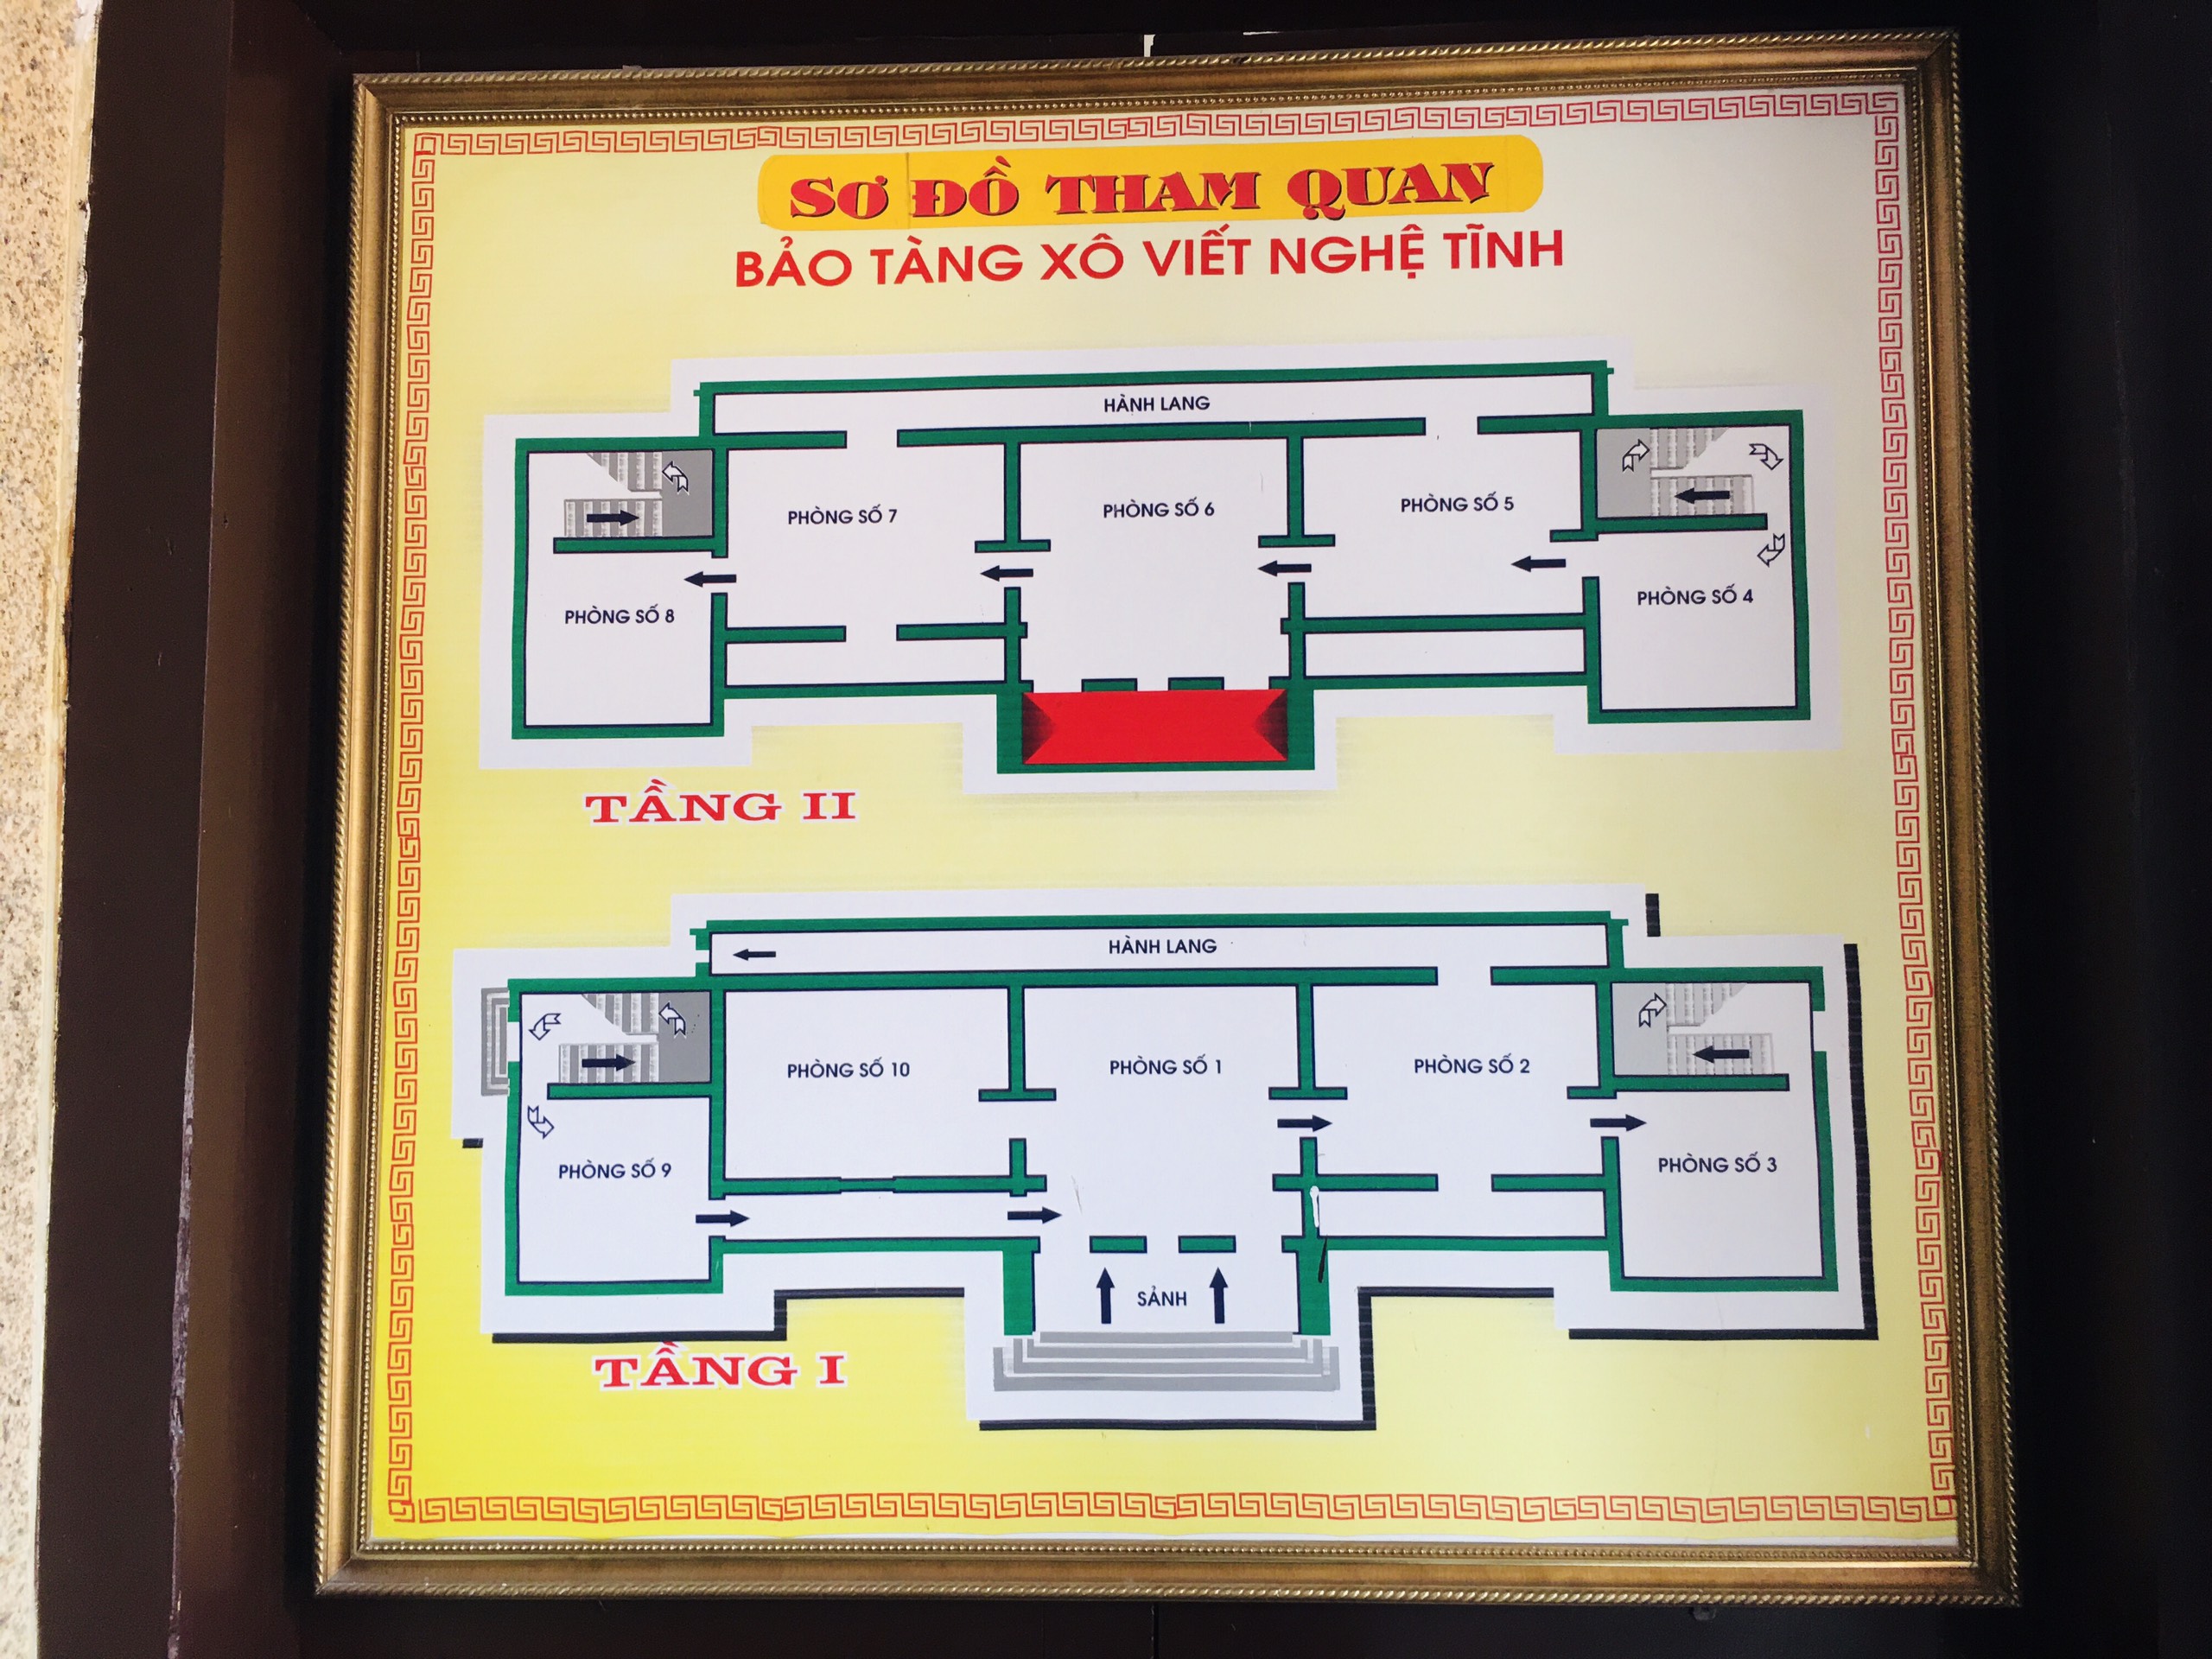 SƠ ĐỒ THAM QUAN
BẢO TÀNG XÔ VIẾT NGHỆ TĨNH
HÀNH LANG
PHÒNG SỐ 7
PHÒNG SỐ 6
PHÒNG SỐ 5
PHÒNG SỐ 8
PHÒNG SỐ 4
TẦNG II
HÀNH LANG
PHÒNG SỐ 10
PHÒNG SỐ 1
PHÒNG SỐ 2
PHÒNG SỐ 9
PHÒNG SỐ 3
SẢNH
TẦNG I